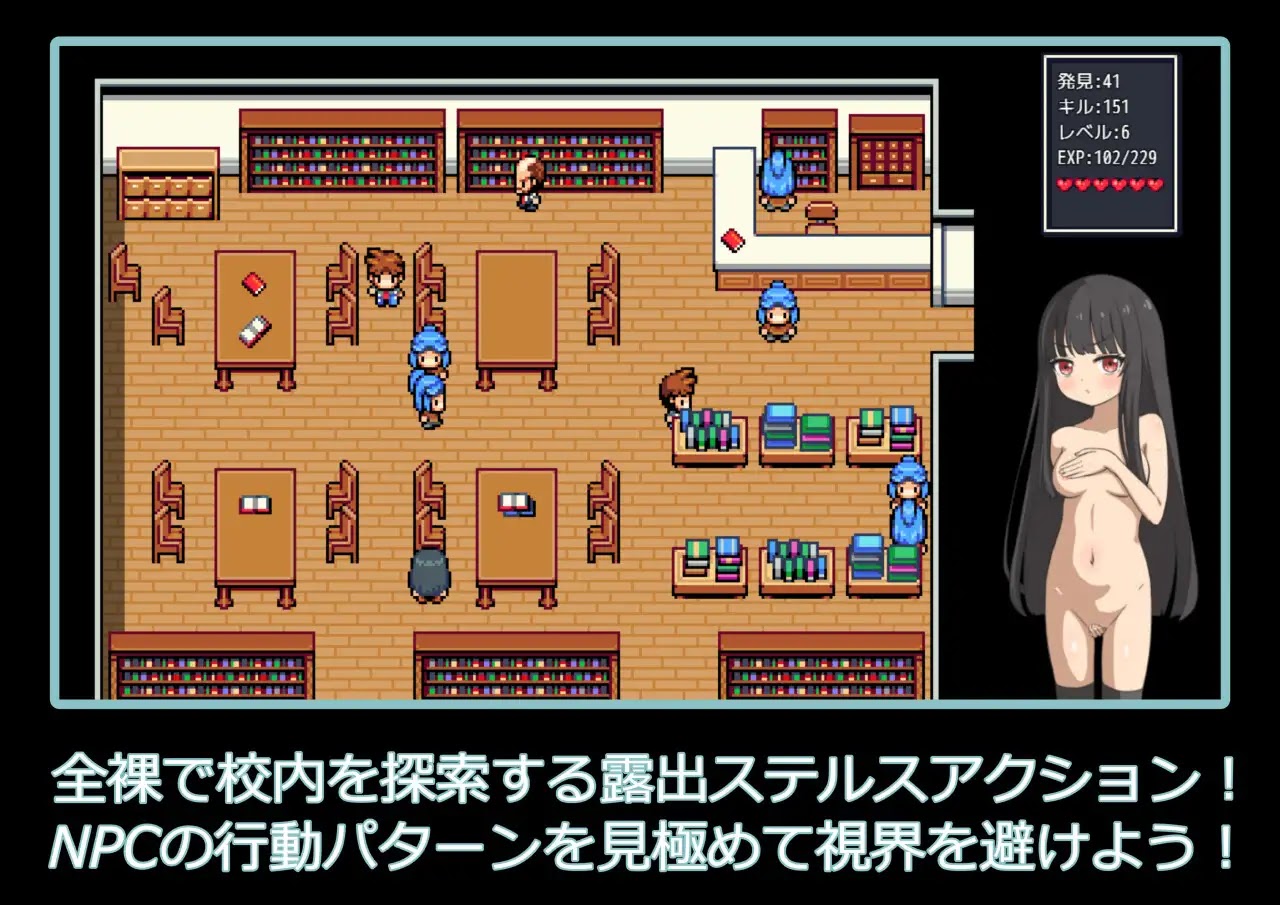 発見:41
キル:151
レベル:6
EXP:102/229
全裸で校内を探索する露出ステルスアクション！
NPCの行動パターンを見極めて視界を避けよう！